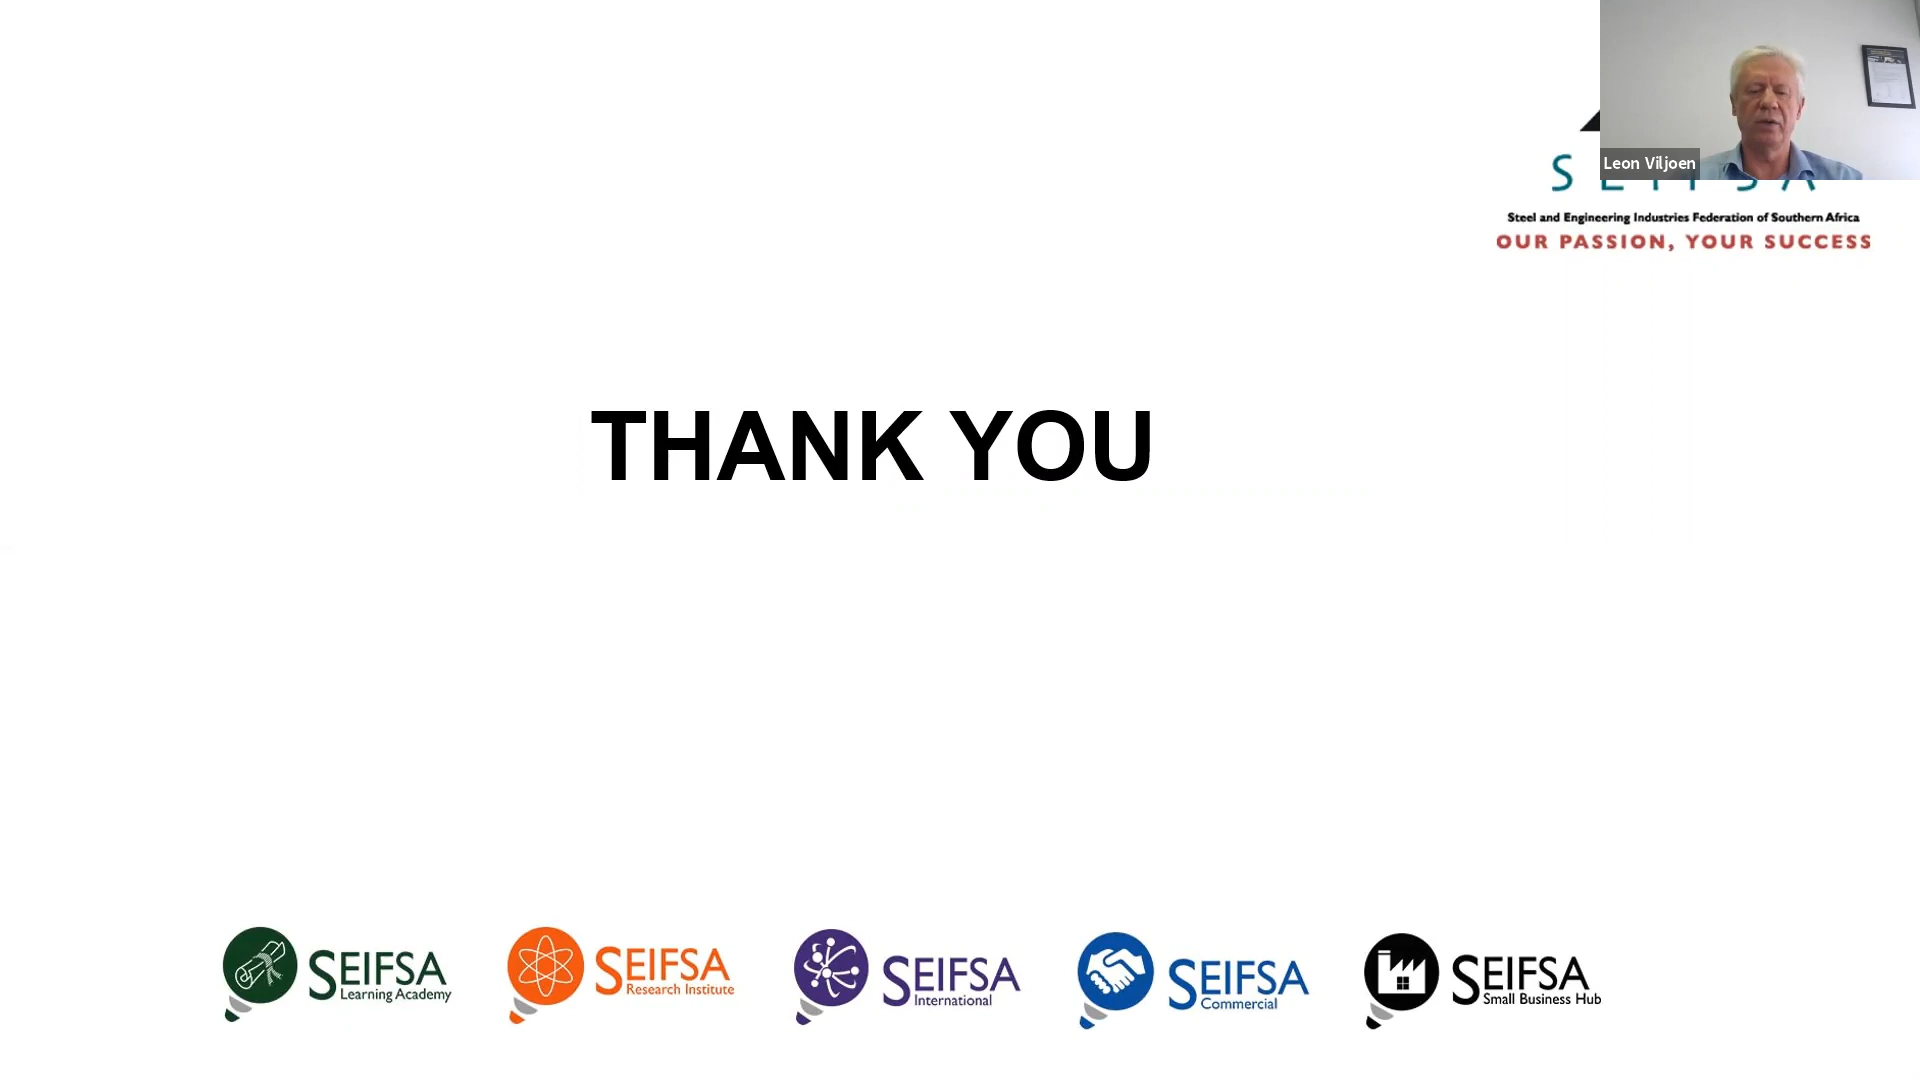 Leon Viljoen
SEIFSA
Steel and Engineering Industries Federation of Southern Africa
OUR PASSION, YOUR SUCCESS
THANK YOU
SEIFSA
Learning Academy
SEIFSA
Research Institute
SEIFSA
International
SEIFSA
Commercial
SEIFSA
Small Business Hub